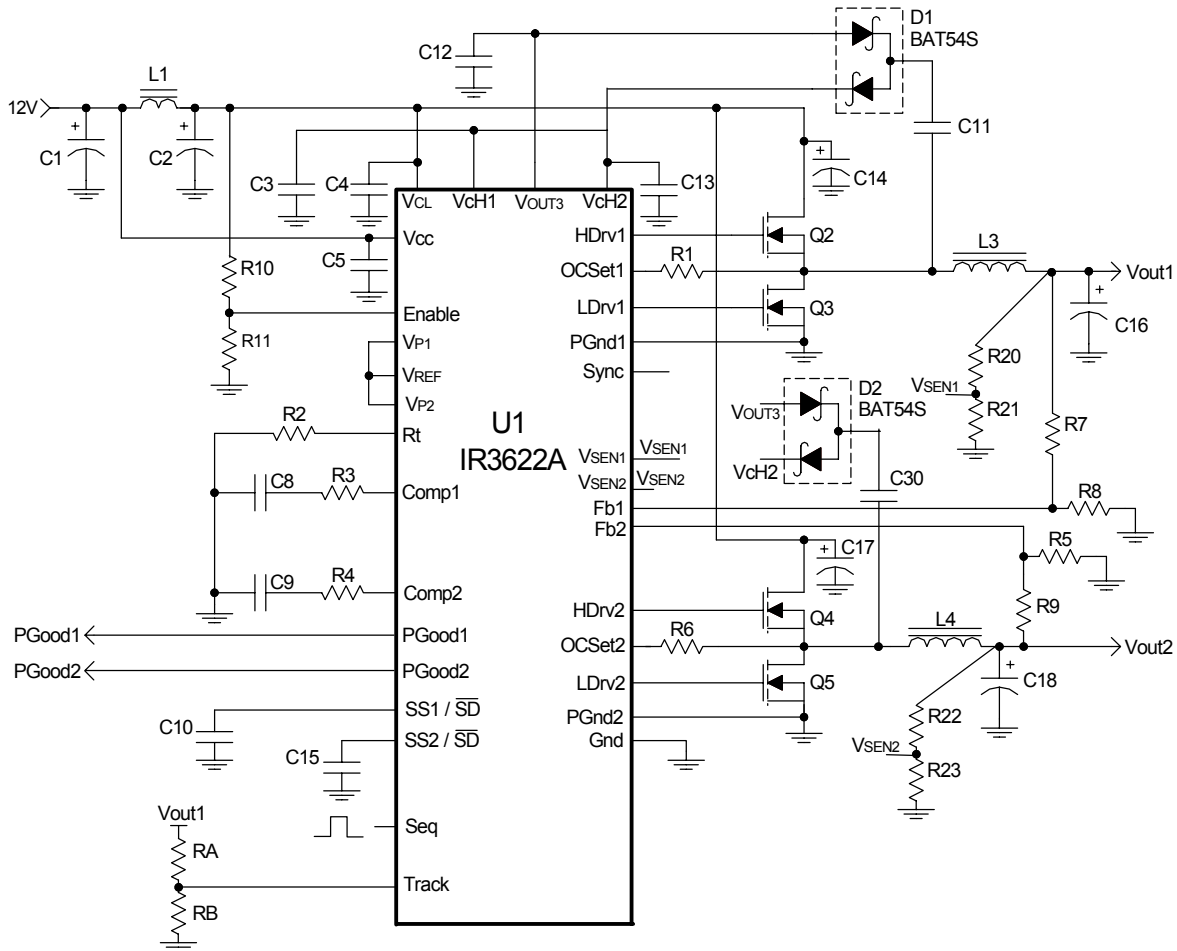 D1
BAT54S
C12
L1
12V
C11
C1
C2
C3
C4
C13
C14
VCL
VcH1
VOUT3
VcH2
Vcc
HDrv1
Q2
L3
C5
R10
OCSet1
R1
Vout1
Enable
LDrv1
Q3
C16
R11
VP1
PGnd1
R20
VREF
Sync
D2
BAT54S
VSEN1
R21
VP2
VOUT3
R7
R2
Rt
U1
IR3622A
VSEN1
VSEN1
VcH2
C8
R3
Comp1
VSEN2
VSEN2
C30
Fb1
R8
Fb2
C17
R5
C9
R4
Comp2
HDrv2
Q4
L4
R9
PGood1
PGood1
OCSet2
R6
Vout2
PGood2
PGood2
LDrv2
Q5
C18
SS1 / SD
PGnd2
R22
C10
SS2 / SD
Gnd
VSEN2
C15
R23
Vout1
Seq
RA
Track
RB